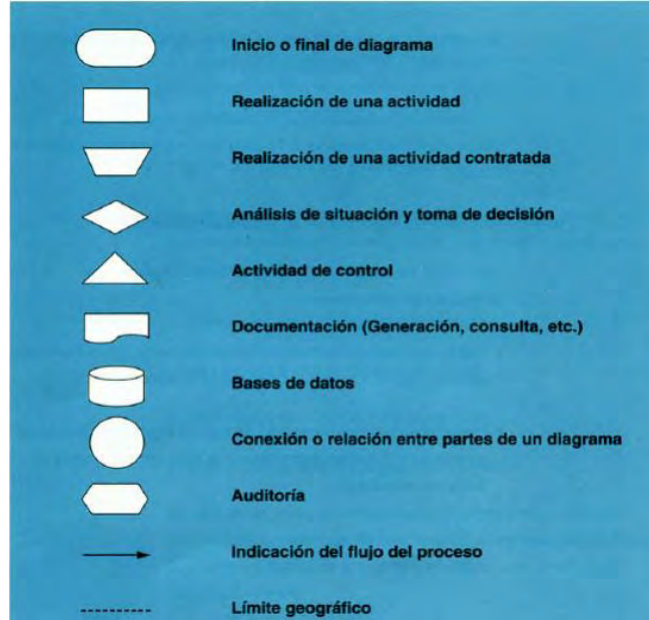 Inicio o final de diagrama
Realización de una actividad
Realización de una actividad contratada
Análisis de situación y toma de decisión
Actividad de control
Documentación (Generación, consulta, etc.)
Bases de datos
Conexión o relación entre partes de un diagrama
Auditoría
Indicación del flujo del proceso
Límite geográfico